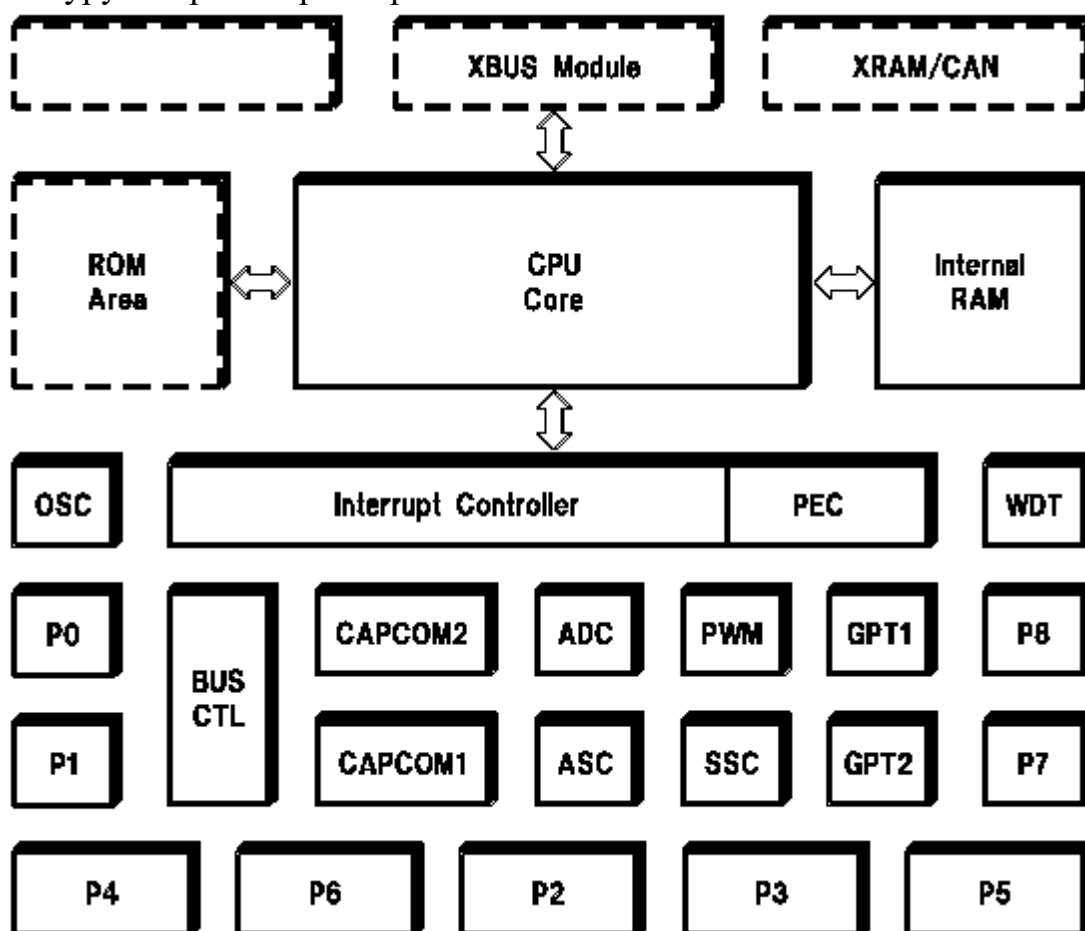 XBUS Module
XRAM/CAN
ROM
Area
CPU
Core
Internal
RAM
OSC
Interrupt Controller
PEC
WDT
P0
BUS
CTL
CAPCOM2
ADC
PWM
GPT1
P8
P1
CAPCOM1
ASC
SSC
GPT2
P7
P4
P6
P2
P3
P5